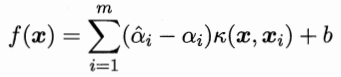 f(x) = ∑_{i=1}^{m} (α̂_i − α_i)κ(x, x_i) + b